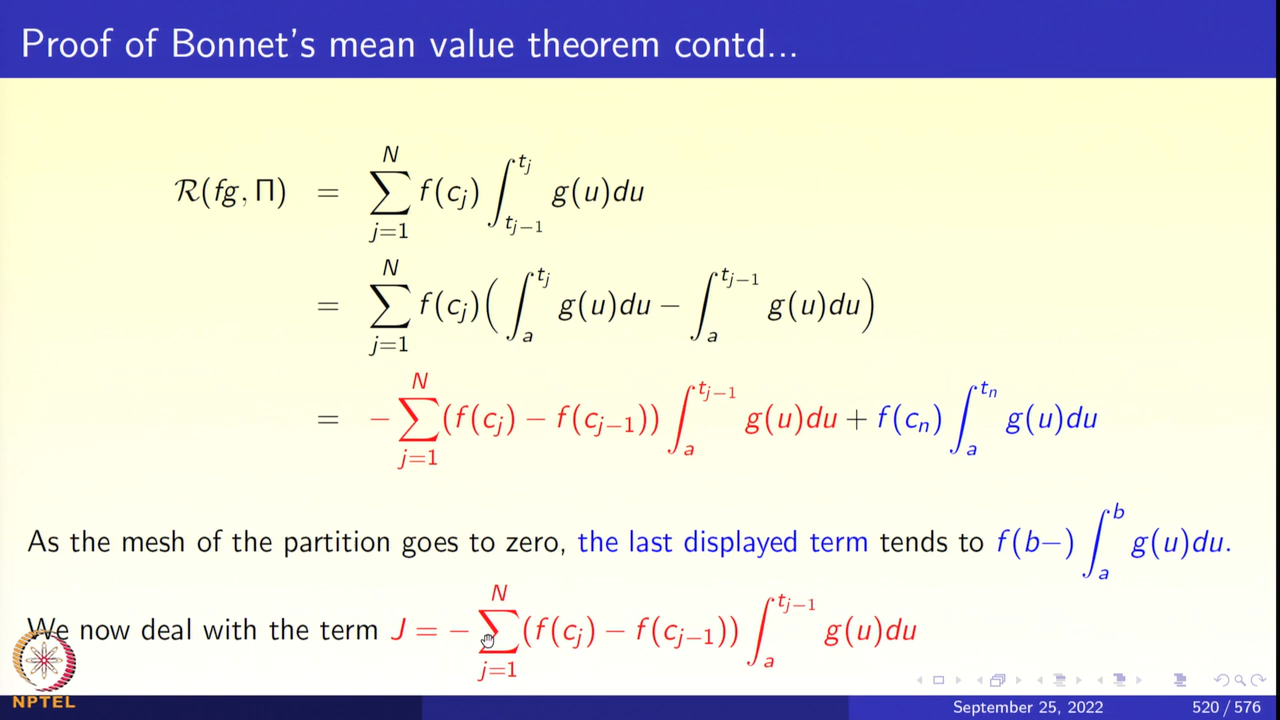 Proof of Bonnet's mean value theorem contd...
R(fg, Π) = ∑_{j=1}^{N} f(c_j) ∫_{t_{j−1}}^{t_j} g(u)du
= ∑_{j=1}^{N} f(c_j) ( ∫_a^{t_j} g(u)du − ∫_a^{t_{j−1}} g(u)du )
= − ∑_{j=1}^{N} (f(c_j) − f(c_{j−1})) ∫_a^{t_{j−1}} g(u)du + f(c_n) ∫_a^{t_n} g(u)du
As the mesh of the partition goes to zero, the last displayed term tends to f(b−) ∫_a^b g(u)du.
We now deal with the term J = − ∑_{j=1}^{N} (f(c_j) − f(c_{j−1})) ∫_a^{t_{j−1}} g(u)du
NPTEL
September 25, 2022 520 / 576